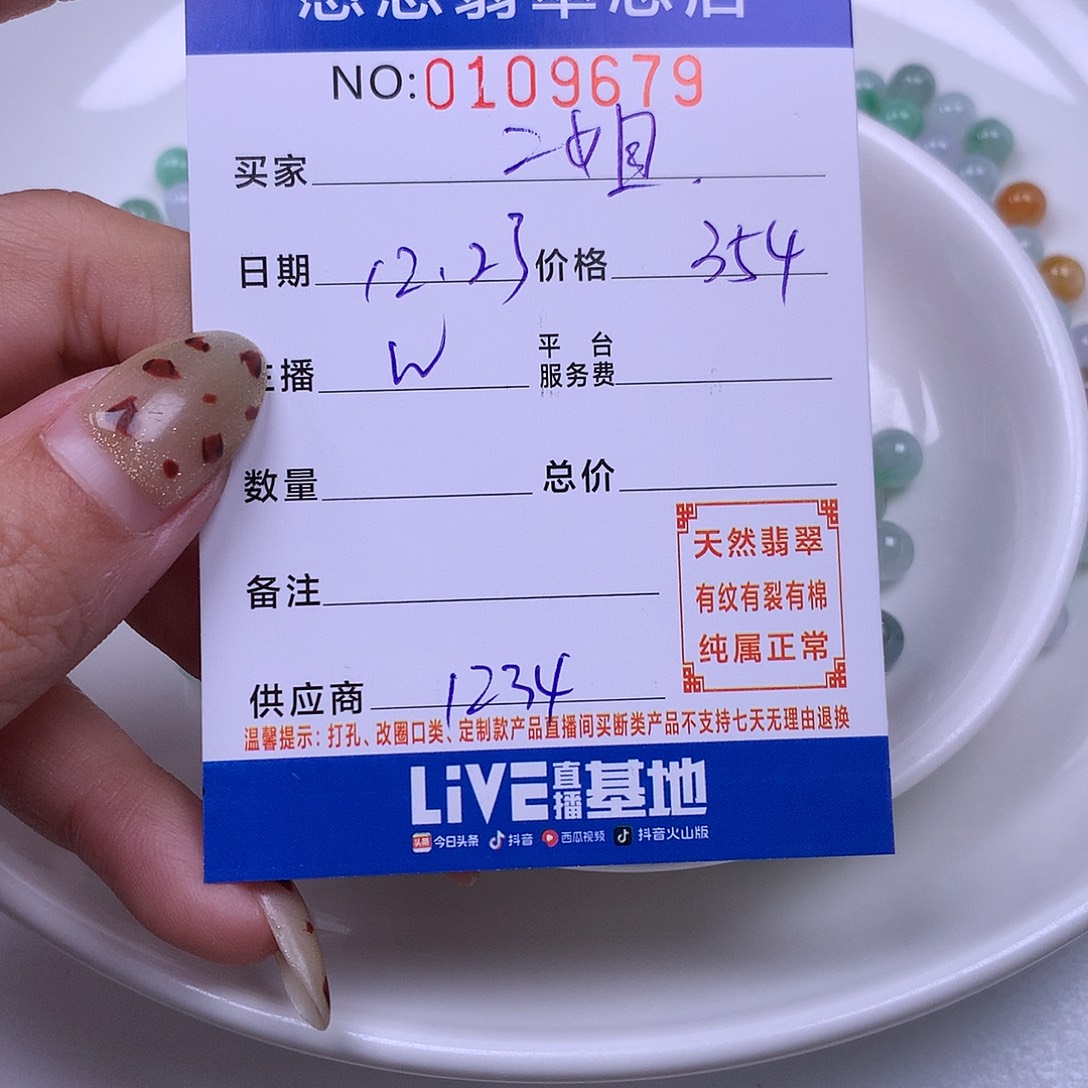 NO:0109679
买家 二姐.
日期 12.23 价格 354
主播 W 平台服务费
数量 总价
备注
天然翡翠
有纹有裂有棉
纯属正常
供应商 1234
温馨提示:打孔、改圈口类、定制款产品直播间买断类产品不支持七天无理由退换
LiVE直播基地
头条 今日头条 抖音 西瓜视频 抖音火山版